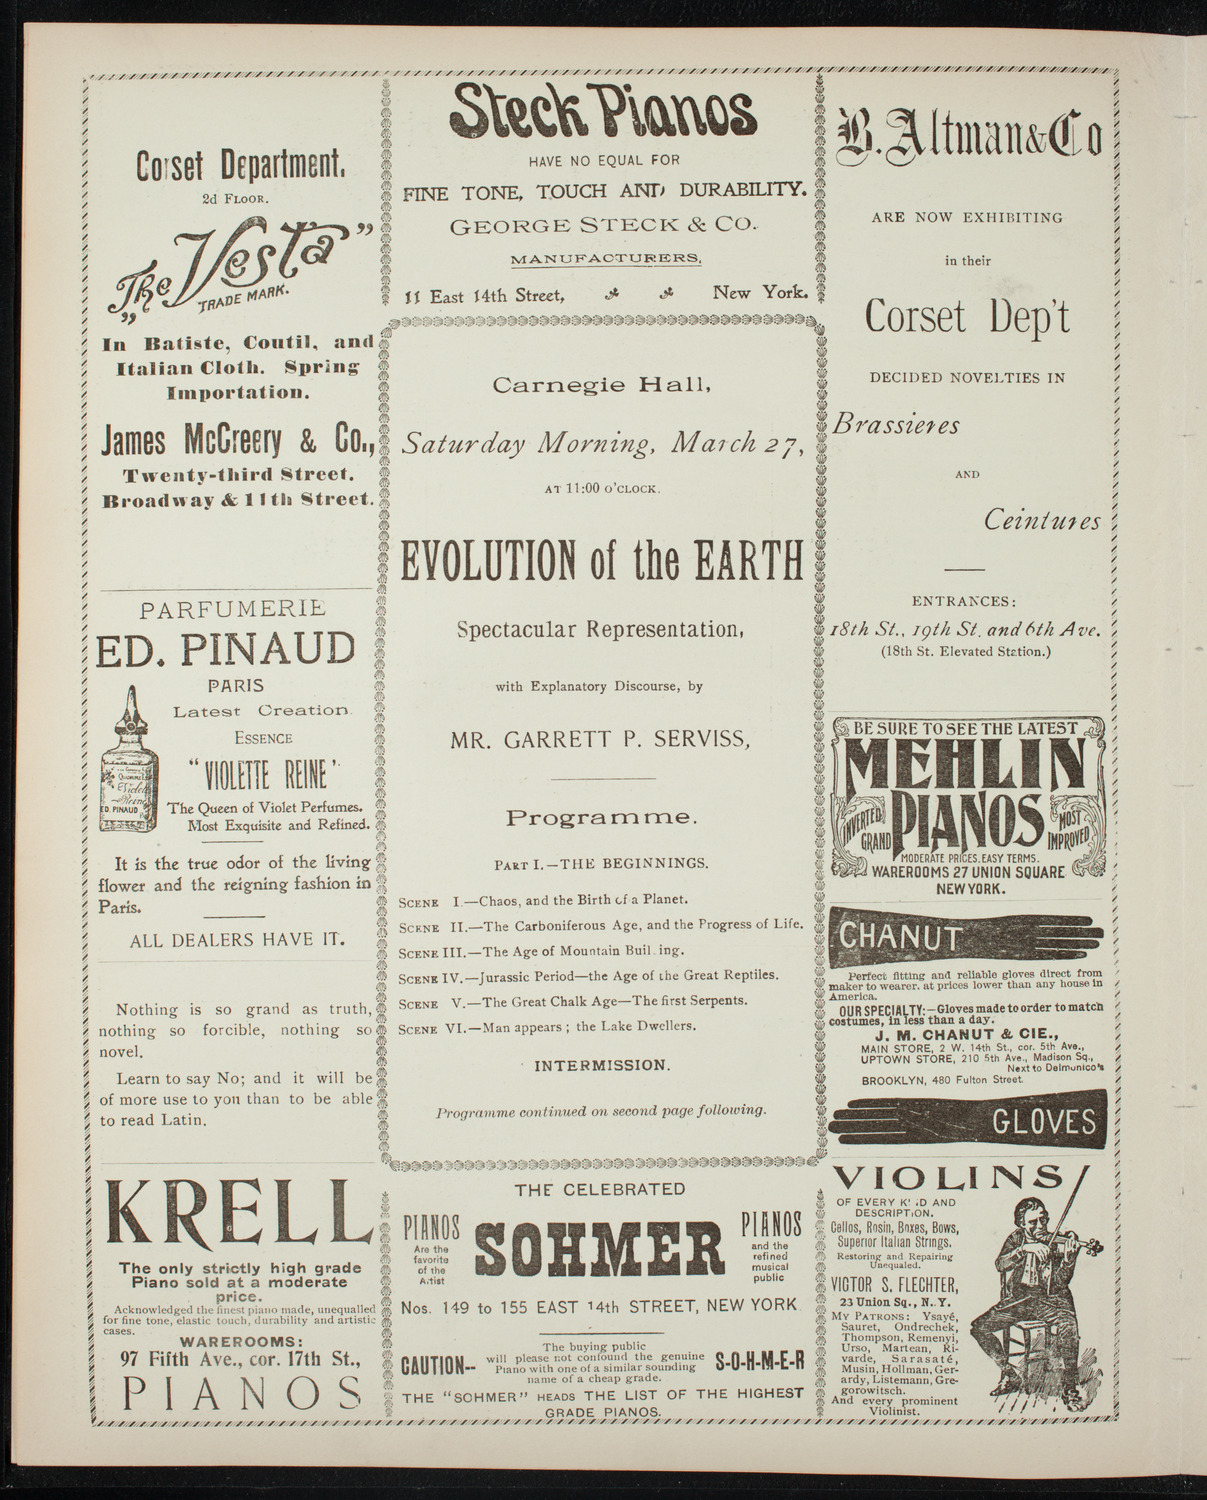 Corset Department.
2d Floor.
"The Vesta"
TRADE MARK.
In Batiste, Coutil, and
Italian Cloth. Spring
Importation.
James McCreery & Co.,
Twenty-third Street.
Broadway & 11th Street.
PARFUMERIE
ED. PINAUD
PARIS
Latest Creation
Essence
"VIOLETTE REINE"
The Queen of Violet Perfumes.
Most Exquisite and Refined.
ED. PINAUD
It is the true odor of the living
flower and the reigning fashion in
Paris.
ALL DEALERS HAVE IT.
Nothing is so grand as truth,
nothing so forcible, nothing so
novel.
Learn to say No; and it will be
of more use to you than to be able
to read Latin.
KRELL
The only strictly high grade
Piano sold at a moderate
price.
Acknowledged the finest piano made, unequalled
for fine tone, elastic touch, durability and artistic
cases.
WAREROOMS:
97 Fifth Ave., cor. 17th St.,
PIANOS
Steck Pianos
HAVE NO EQUAL FOR
FINE TONE, TOUCH AND DURABILITY.
GEORGE STECK & CO.
MANUFACTURERS,
11 East 14th Street, New York.
Carnegie Hall,
Saturday Morning, March 27,
AT 11:00 O'CLOCK.
EVOLUTION of the EARTH
Spectacular Representation,
with Explanatory Discourse, by
MR. GARRETT P. SERVISS,
Programme.
Part I.—THE BEGINNINGS.
Scene I.—Chaos, and the Birth of a Planet.
Scene II.—The Carboniferous Age, and the Progress of Life.
Scene III.—The Age of Mountain Building.
Scene IV.—Jurassic Period—the Age of the Great Reptiles.
Scene V.—The Great Chalk Age—The first Serpents.
Scene VI.—Man appears; the Lake Dwellers.
INTERMISSION.
Programme continued on second page following.
THE CELEBRATED
PIANOS
Are the
favorite
of the
Artist
SOHMER
PIANOS
and the
refined
musical
public
Nos. 149 to 155 EAST 14th STREET, NEW YORK
CAUTION--
The buying public
will please not confound the genuine
Piano with one of a similar sounding
name of a cheap grade.
S-O-H-M-E-R
THE "SOHMER" HEADS THE LIST OF THE HIGHEST
GRADE PIANOS.
B. Altman & Co
ARE NOW EXHIBITING
in their
Corset Dep't
DECIDED NOVELTIES IN
Brassieres
AND
Ceintures
ENTRANCES:
18th St., 19th St. and 6th Ave.
(18th St. Elevated Station.)
BE SURE TO SEE THE LATEST
MEHLIN
PIANOS
INVERTED
GRAND
MOST
IMPROVED
MODERATE PRICES. EASY TERMS.
WAREROOMS 27 UNION SQUARE
NEW YORK.
CHANUT
Perfect fitting and reliable gloves direct from
maker to wearer, at prices lower than any house in
America.
OUR SPECIALTY:—Gloves made to order to match
costumes, in less than a day.
J. M. CHANUT & CIE.,
MAIN STORE, 2 W. 14th St., cor. 5th Ave.,
UPTOWN STORE, 210 5th Ave., Madison Sq.,
Next to Delmonico's
BROOKLYN, 480 Fulton Street.
GLOVES
VIOLINS
OF EVERY KIND AND
DESCRIPTION.
Cellos, Rosin, Boxes, Bows,
Superior Italian Strings.
Restoring and Repairing
Unequaled.
VICTOR S. FLECHTER,
23 Union Sq., N. Y.
My Patrons: Ysayé,
Sauret, Ondrechek,
Thompson, Remenyi,
Urso, Martean, Ri-
varde, Sarasaté,
Musin, Hollman, Ger-
ardy, Listemann, Gre-
gorowitsch.
And every prominent
Violinist.